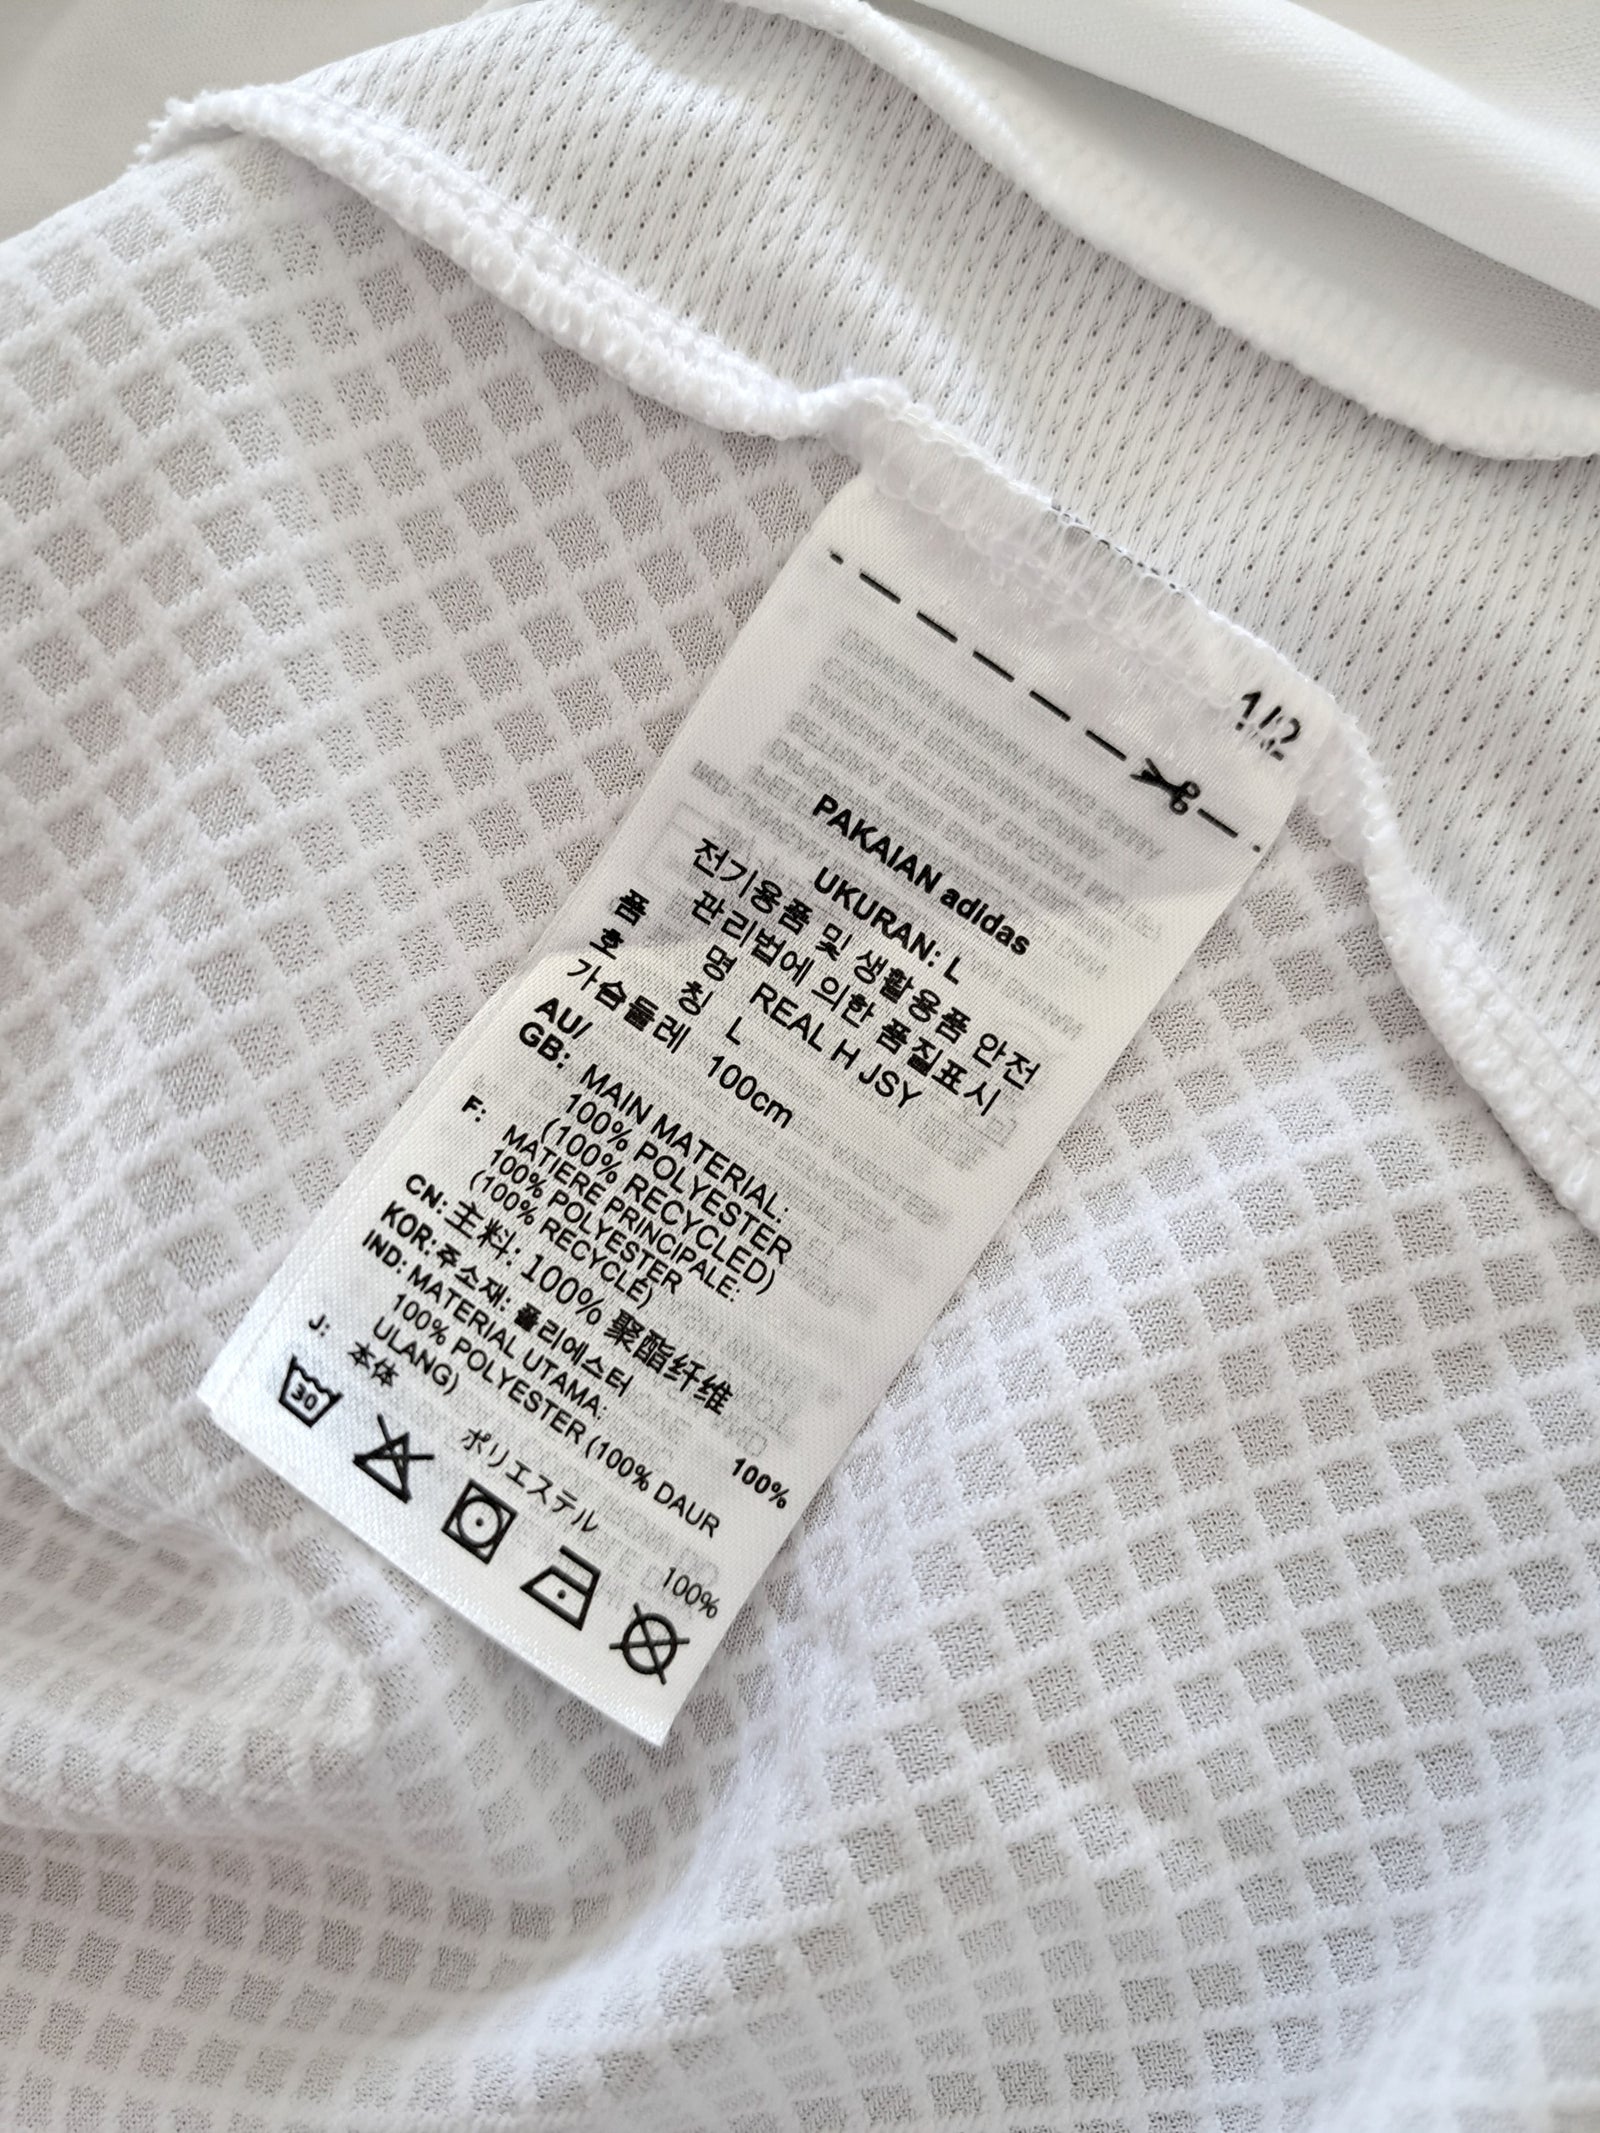 1/2
PAKAIAN adidas
UKURAN: L
전기용품 및 생활용품 안전
관리법에 의한 품질표시
품 명 REAL H JSY
호 칭 L
가슴둘레 100cm
AU/
GB: MAIN MATERIAL:
100% POLYESTER
(100% RECYCLED)
F: MATIERE PRINCIPALE:
100% POLYESTER
(100% RECYCLÉ)
CN: 主料: 100% 聚酯纤维
KOR: 주소재: 폴리에스터 100%
IND: MATERIAL UTAMA:
100% POLYESTER (100% DAUR
ULANG)
J: 本体
ポリエステル 100%
30